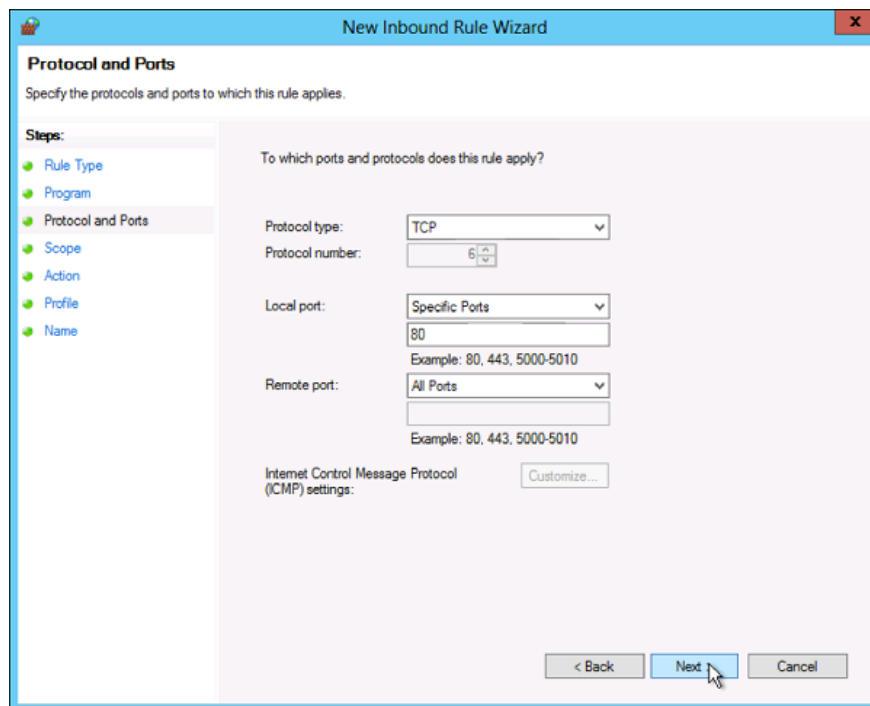 New Inbound Rule Wizard
x
Protocol and Ports
Specify the protocols and ports to which this rule applies.
Steps:
Rule Type
Program
Protocol and Ports
Scope
Action
Profile
Name
To which ports and protocols does this rule apply?
Protocol type: TCP
Protocol number: 6
Local port: Specific Ports
80
Example: 80, 443, 5000-5010
Remote port: All Ports
Example: 80, 443, 5000-5010
Internet Control Message Protocol
(ICMP) settings: Customize...
< Back Next > Cancel